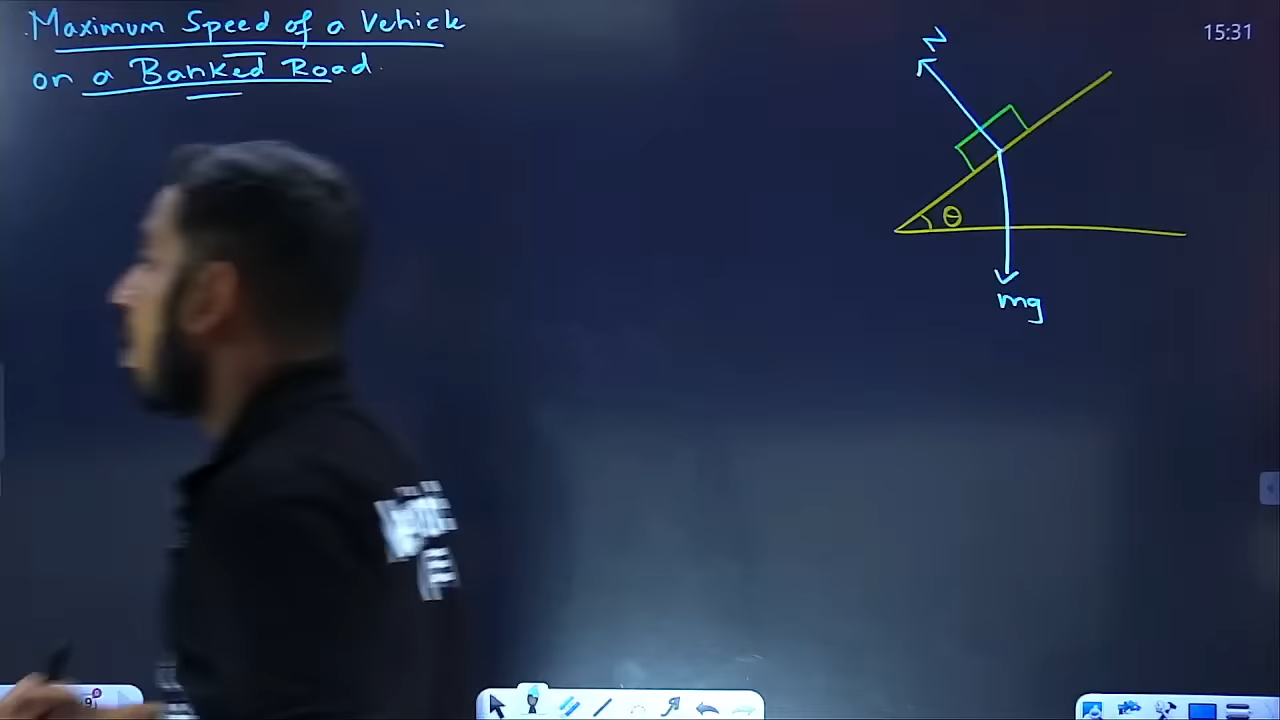 Maximum Speed of a Vehicle
on a Banked Road.
15:31
N
θ
mg